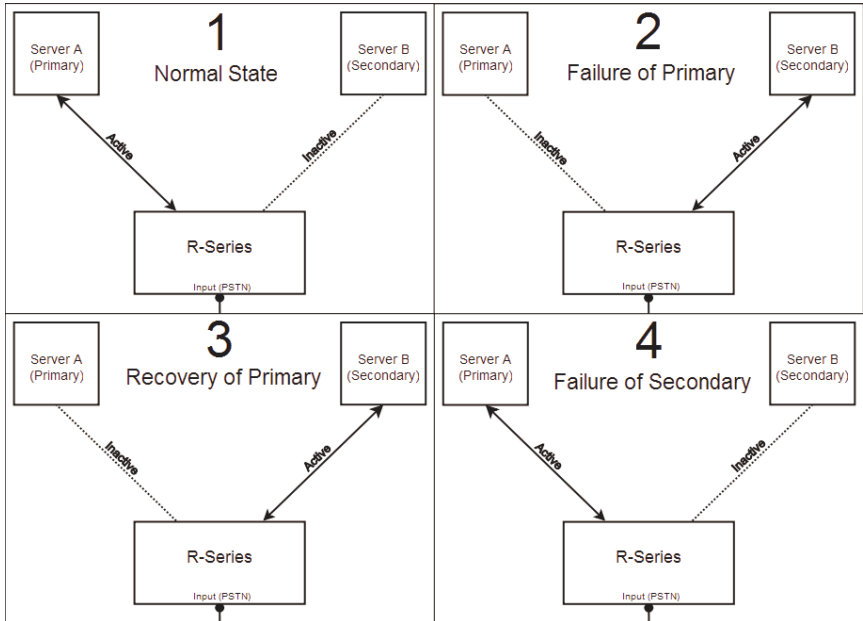 1
Normal State
Server A
(Primary)
Server B
(Secondary)
Active
Inactive
R-Series
Input (PSTN)
2
Failure of Primary
Server A
(Primary)
Server B
(Secondary)
Inactive
Active
R-Series
Input (PSTN)
3
Recovery of Primary
Server A
(Primary)
Server B
(Secondary)
Inactive
Active
R-Series
Input (PSTN)
4
Failure of Secondary
Server A
(Primary)
Server B
(Secondary)
Active
Inactive
R-Series
Input (PSTN)